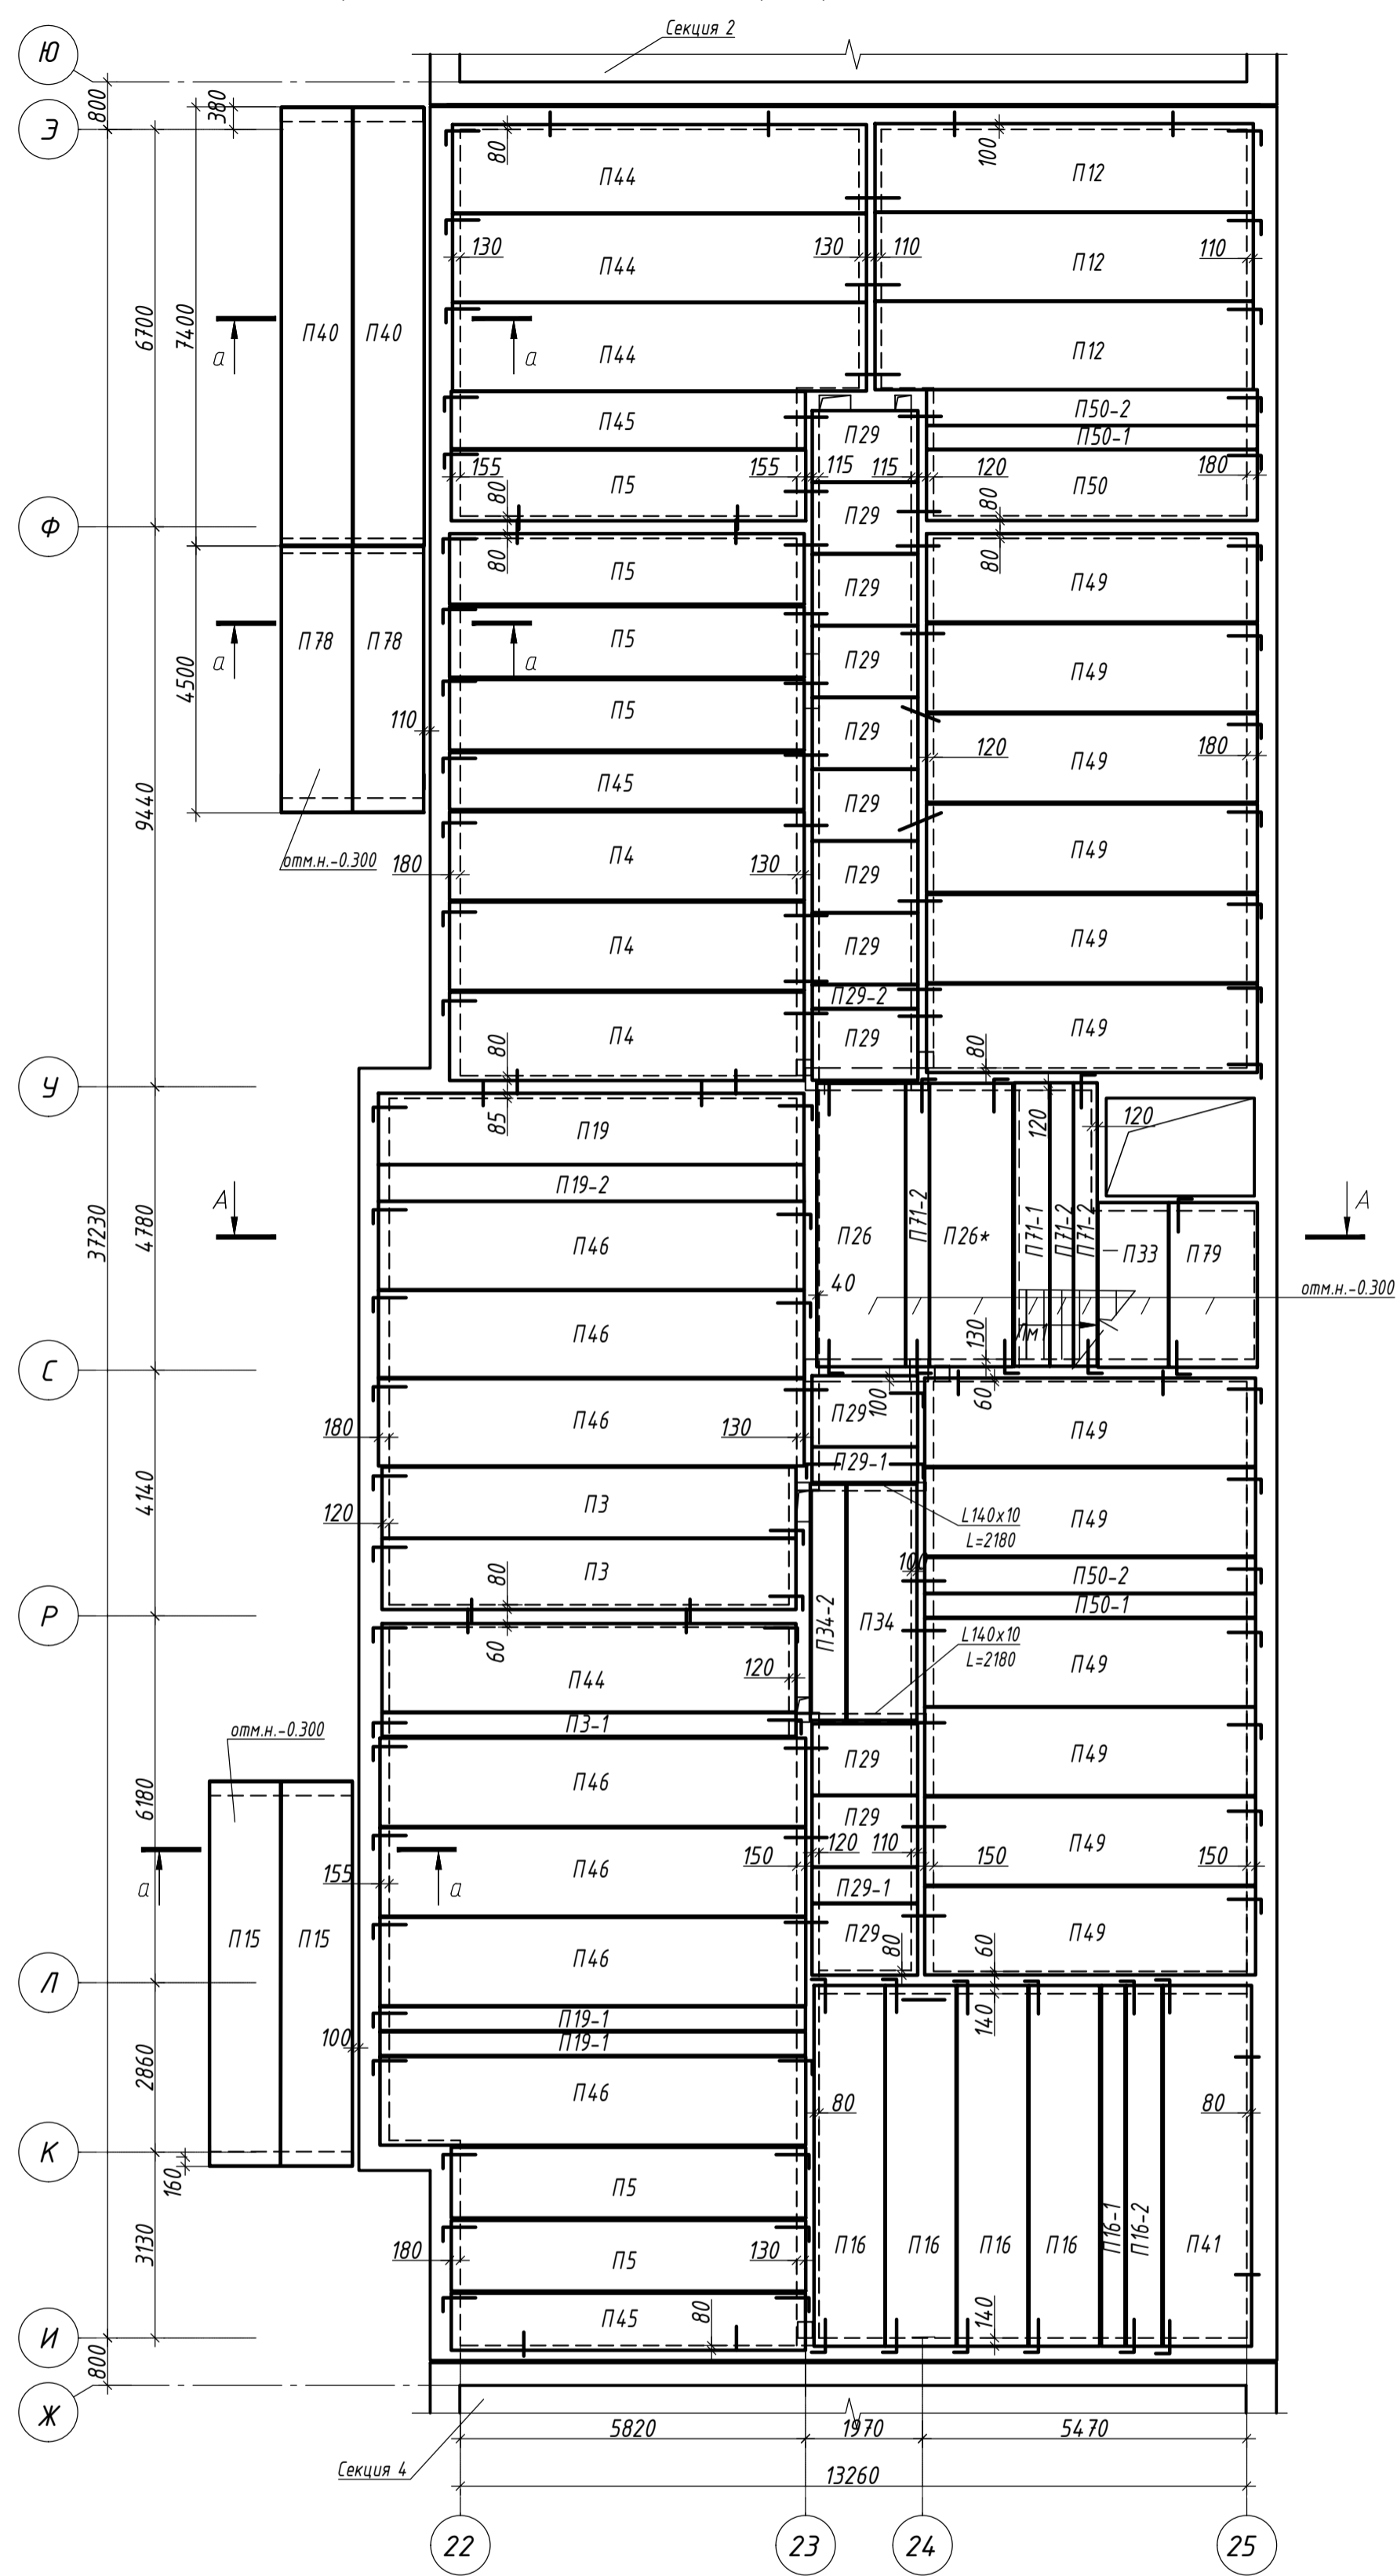 Секция 2
Ю
800
380
Э
80
100
П44
П12
130
130
110
110
П44
П12
6700
7400
П40
П40
а
а
П44
П12
П45
П29
П50-2
П50-1
155
155
115
115
120
180
80
П5
П29
80
П50
Ф
80
80
П5
П29
П49
П78
П78
а
а
П5
П29
П49
П29
4500
110
П5
П29
120
П49
180
П45
П29
9440
отм.н.-0.300
180
П4
130
П29
П49
П4
П29
П49
П29-2
80
П4
П29
80
П49
У
85
П19
120
120
П19-2
А
А
37230
4780
П46
П26
П71-2
П26*
П71-1
П71-2
П71-2
П33
П79
40
отм.н.-0.300
П46
130
Пм1
С
100
60
180
П46
130
П29
П49
П29-1
4140
120
П3
L140x10
L=2180
П49
100
80
П3
П50-2
П50-1
Р
П34-2
П34
60
L140x10
L=2180
П44
120
П49
П3-1
отм.н.-0.300
П29
П49
6180
П46
П29
155
П46
150
120
110
150
П49
150
а
а
П29-1
П15
П15
П46
П29
80
60
П49
Л
П19-1
140
100
П19-1
2860
П46
80
80
К
160
П5
3130
180
П5
130
П16
П16
П16
П16
П16-1
П16-2
П41
80
П45
140
И
800
Ж
5820
1970
5470
Секция 4
13260
22
23
24
25